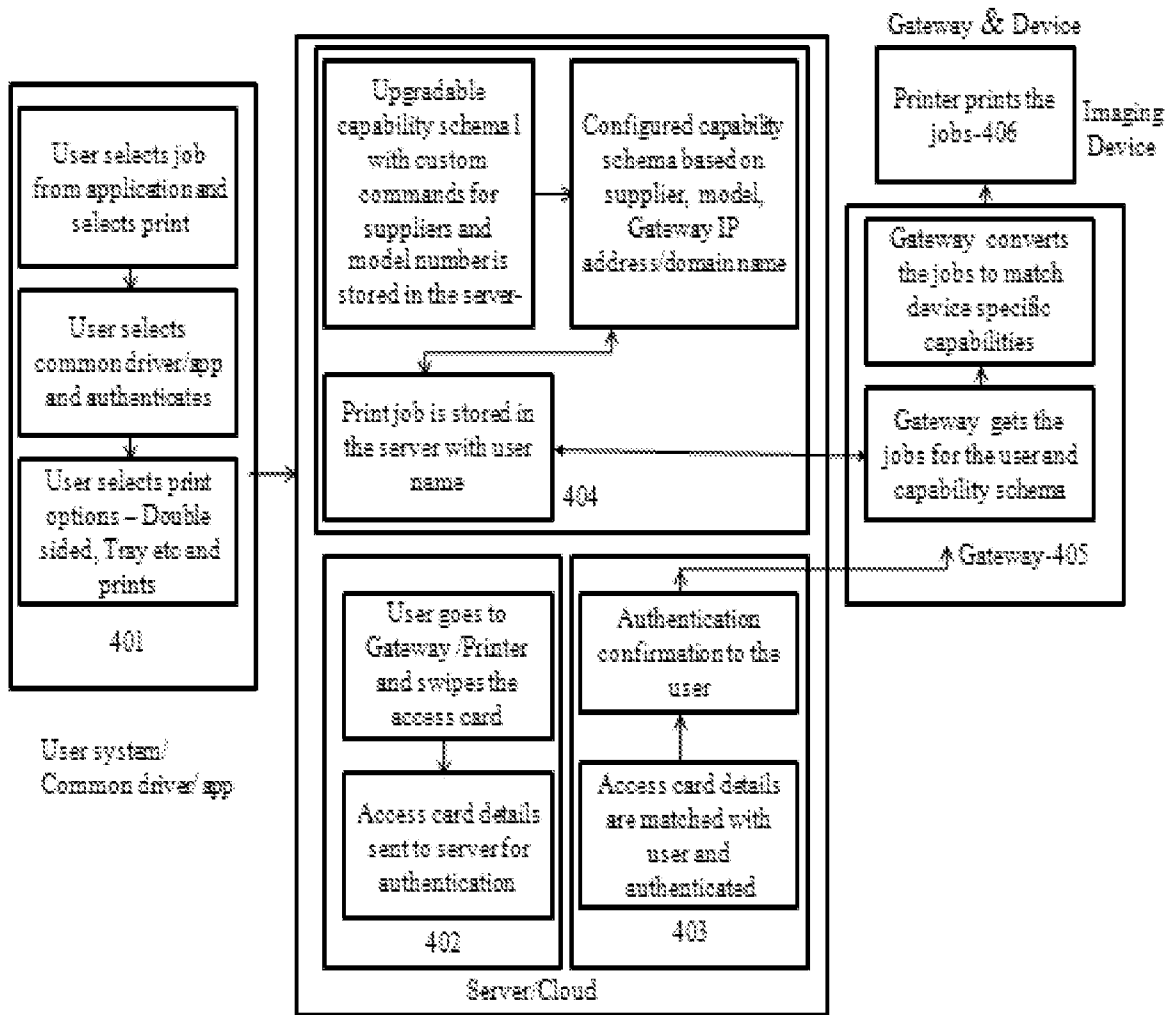 User selects job
from application and
selects print
User selects
common driver/app
and authenticates
User selects print
options – Double
sided, Tray etc and
prints
401
User system/
Common driver/app
Upgradable
capability schema 1
with custom
commands for
suppliers and
model number is
stored in the server-
Configured capability
schema based on
supplier, model,
Gateway IP
address/domain name
Print job is stored in
the server with user
name
404
User goes to
Gateway /Printer
and swipes the
access card
Access card details
sent to server for
authentication
402
Authentication
confirmation to the
user
Access card details
are matched with
user and
authenticated
403
Server/Cloud
Gateway & Device
Printer prints the
jobs-406
Imaging
Device
Gateway converts
the jobs to match
device specific
capabilities
Gateway gets the
jobs for the user and
capability schema
Gateway-405